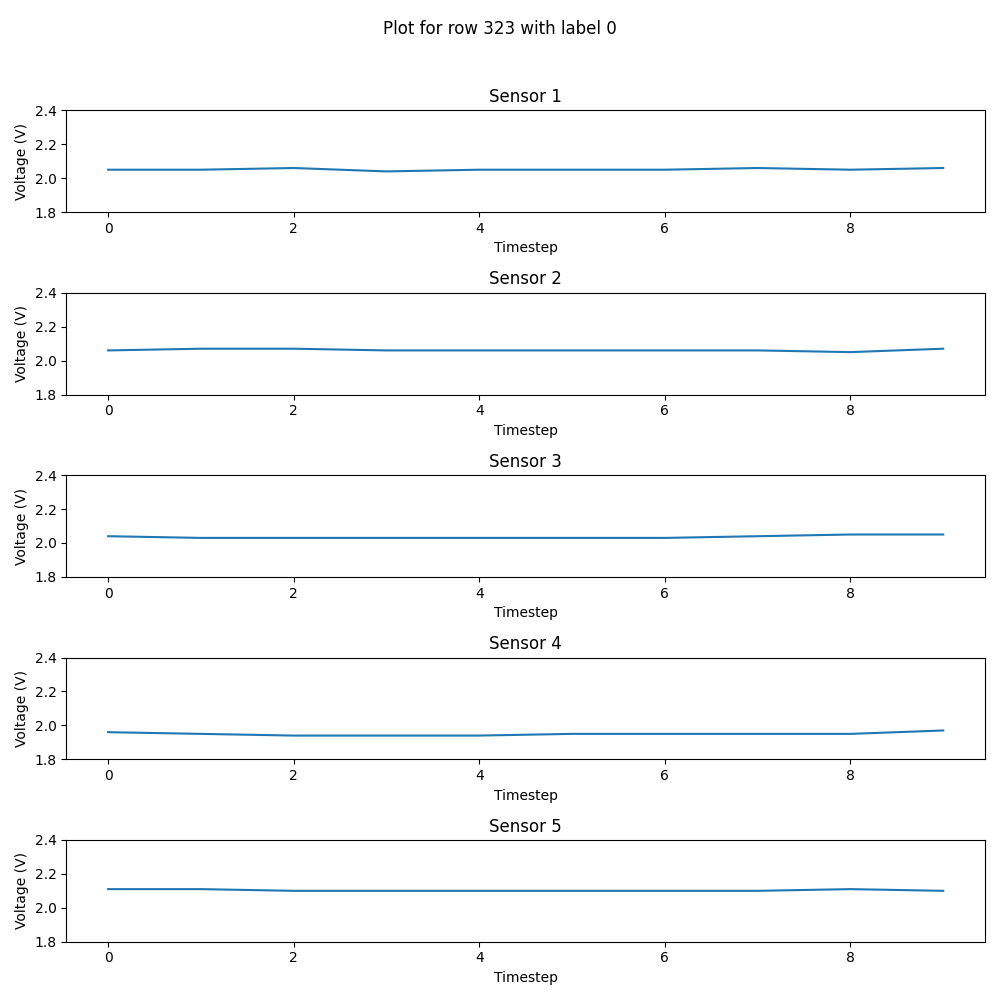 Plot for row 323 with label 0
Sensor 1
2.4
2.2
2.0
1.8
Voltage (V)
0 2 4 6 8
Timestep
Sensor 2
2.4
2.2
2.0
1.8
Voltage (V)
0 2 4 6 8
Timestep
Sensor 3
2.4
2.2
2.0
1.8
Voltage (V)
0 2 4 6 8
Timestep
Sensor 4
2.4
2.2
2.0
1.8
Voltage (V)
0 2 4 6 8
Timestep
Sensor 5
2.4
2.2
2.0
1.8
Voltage (V)
0 2 4 6 8
Timestep